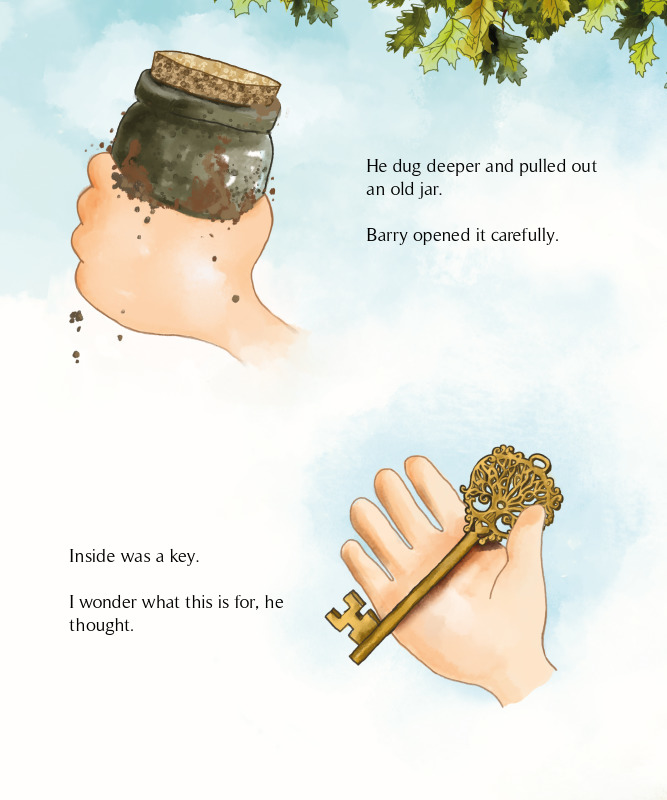 He dug deeper and pulled out
an old jar.
Barry opened it carefully.
Inside was a key.
I wonder what this is for, he
thought.